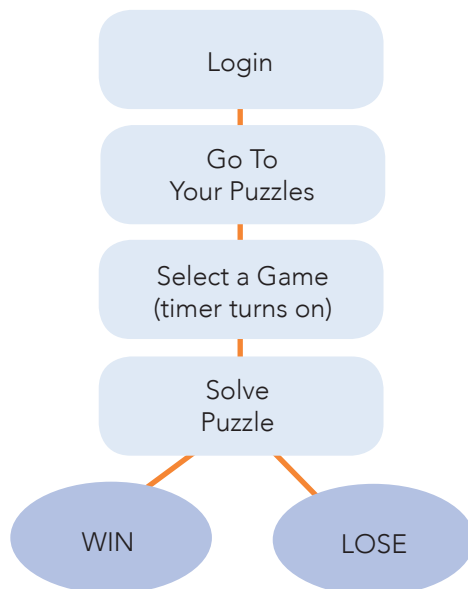 Login
Go To
Your Puzzles
Select a Game
(timer turns on)
Solve
Puzzle
WIN
LOSE